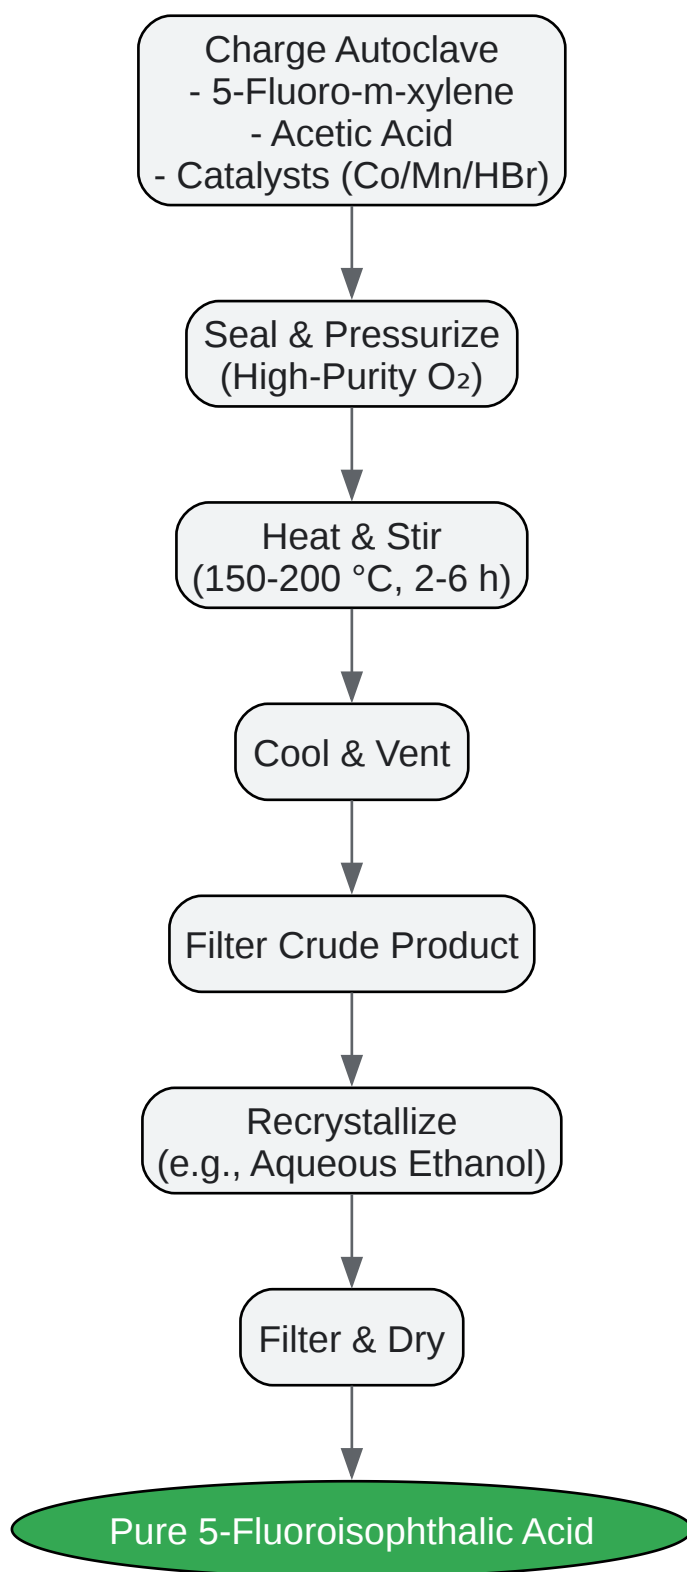 Charge Autoclave
- 5-Fluoro-m-xylene
- Acetic Acid
- Catalysts (Co/Mn/HBr)
Seal & Pressurize
(High-Purity O₂)
Heat & Stir
(150-200 °C, 2-6 h)
Cool & Vent
Filter Crude Product
Recrystallize
(e.g., Aqueous Ethanol)
Filter & Dry
Pure 5-Fluoroisophthalic Acid